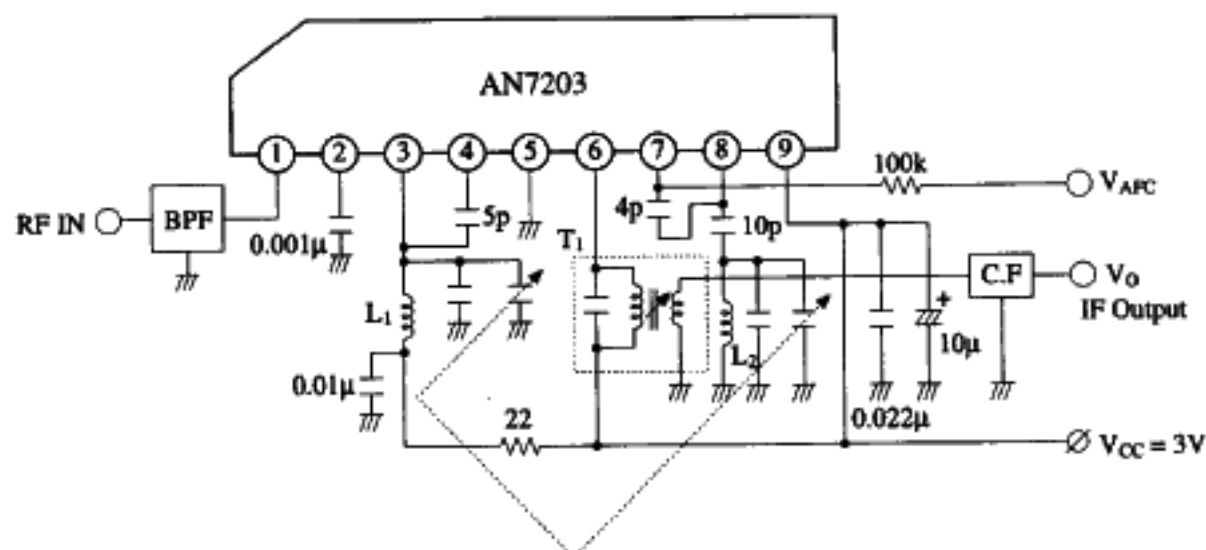 AN7203
1 2 3 4 5 6 7 8 9
100k
V_AFC
RF IN
BPF
0.001μ
5p
4p
10p
T₁
C.F
V_O
IF Output
L₁
L₂
+
10μ
0.01μ
22
0.022μ
V_CC = 3V